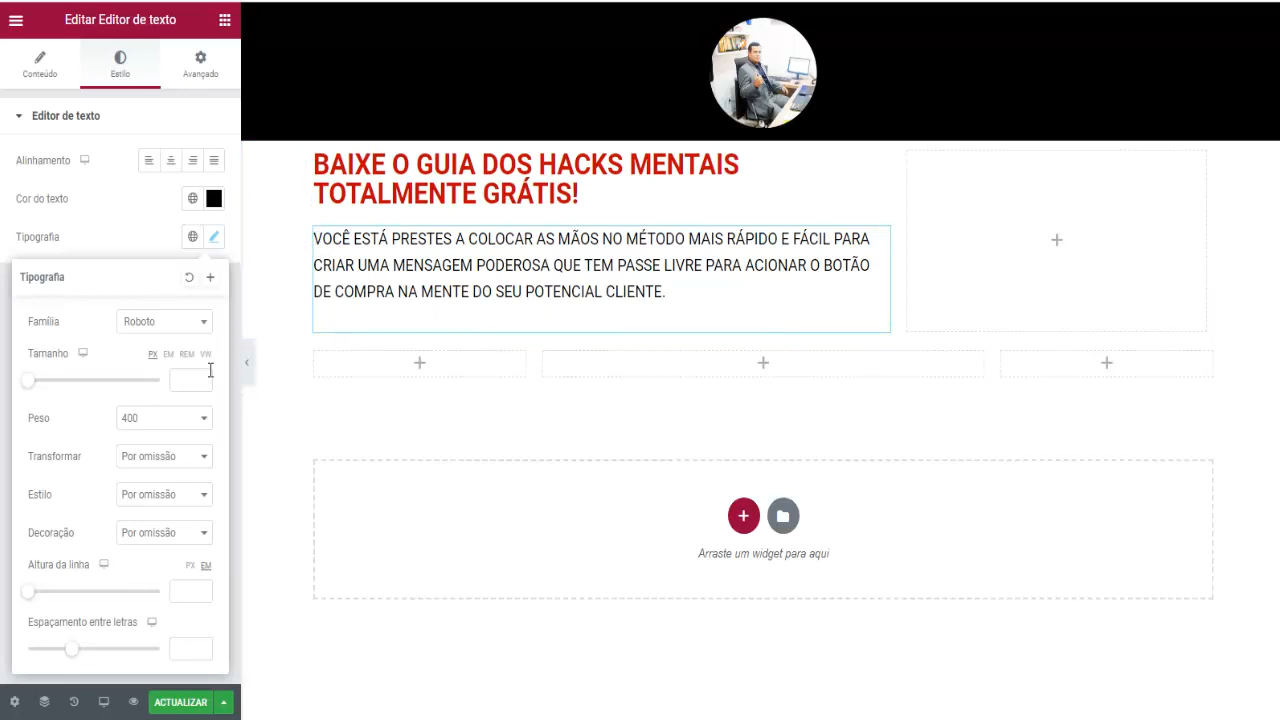 Editar Editor de texto
Conteúdo
Estilo
Avançado
Editor de texto
Alinhamento
Cor do texto
Tipografia
Tipografia
Família
Roboto
Tamanho
PX EM REM VW
Peso
400
Transformar
Por omissão
Estilo
Por omissão
Decoração
Por omissão
Altura da linha
PX EM
Espaçamento entre letras
ACTUALIZAR
BAIXE O GUIA DOS HACKS MENTAIS
TOTALMENTE GRÁTIS!
VOCÊ ESTÁ PRESTES A COLOCAR AS MÃOS NO MÉTODO MAIS RÁPIDO E FÁCIL PARA
CRIAR UMA MENSAGEM PODEROSA QUE TEM PASSE LIVRE PARA ACIONAR O BOTÃO
DE COMPRA NA MENTE DO SEU POTENCIAL CLIENTE.
Arraste um widget para aqui